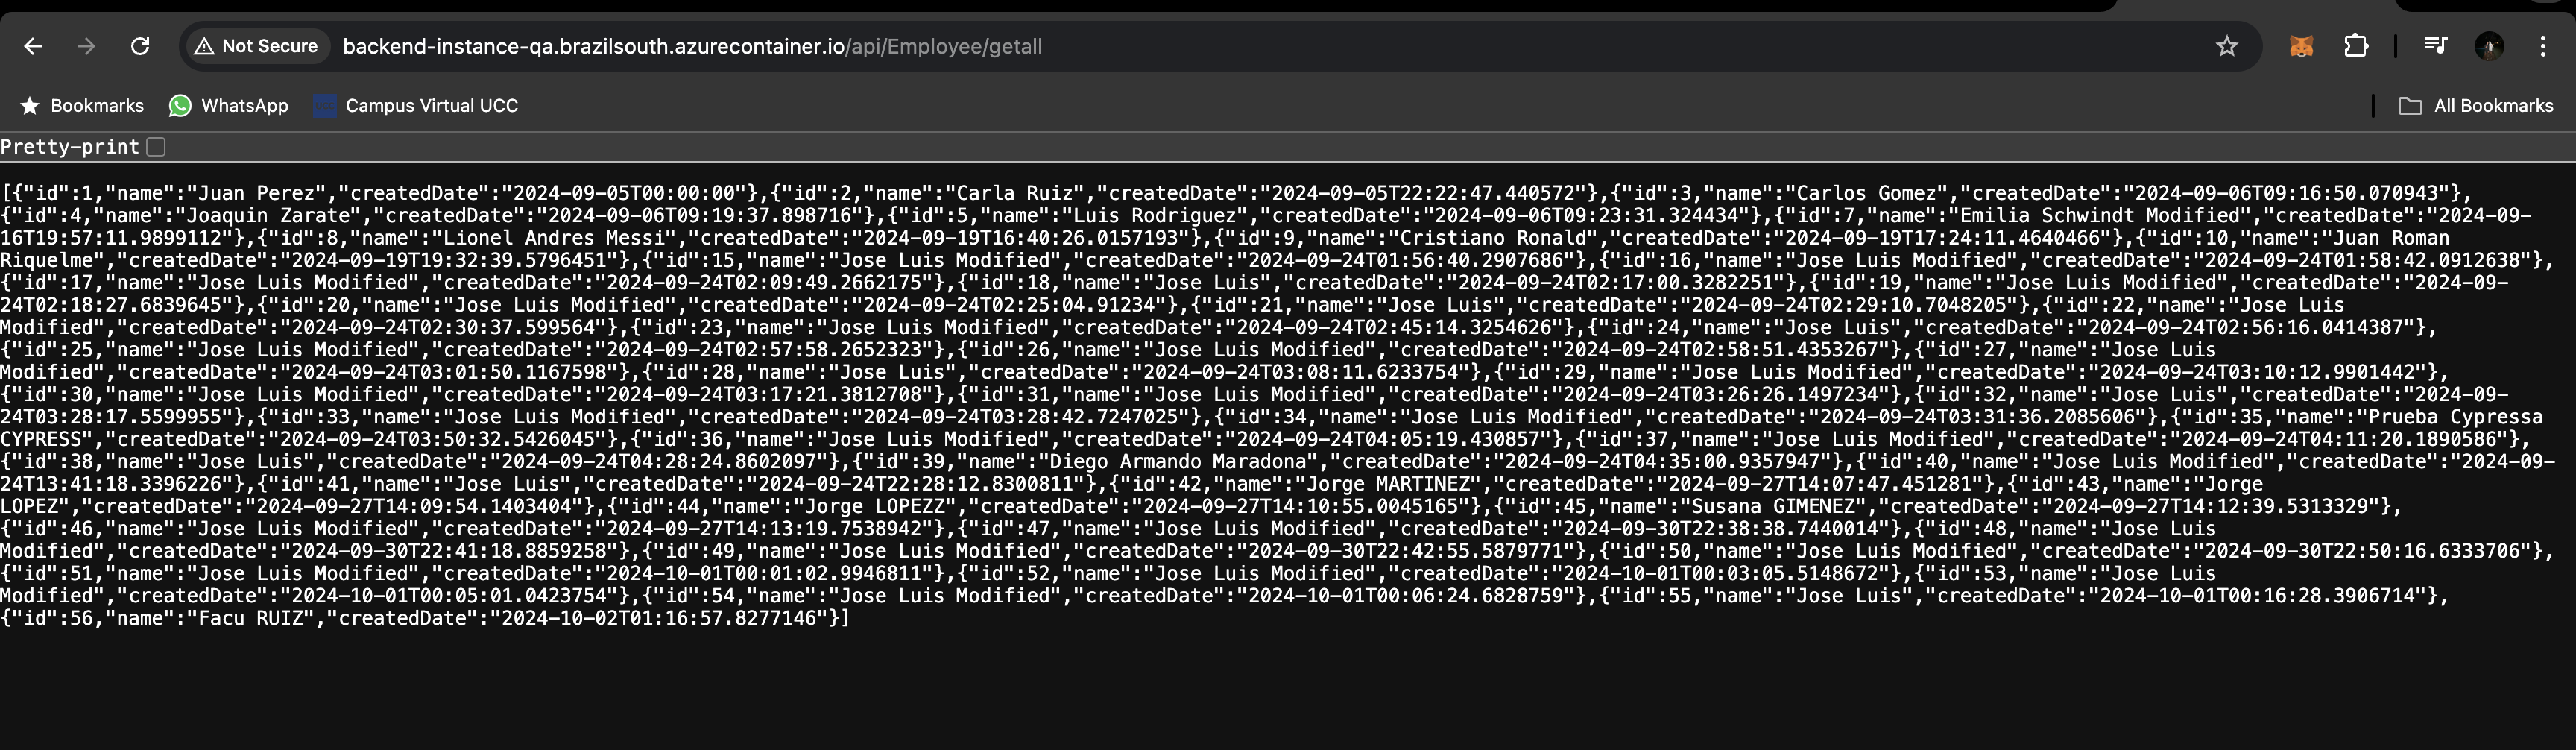 Not Secure backend-instance-qa.brazilsouth.azurecontainer.io/api/Employee/getall
Bookmarks WhatsApp Campus Virtual UCC All Bookmarks
Pretty-print
[{"id":1,"name":"Juan Perez","createdDate":"2024-09-05T00:00:00"},{"id":2,"name":"Carla Ruiz","createdDate":"2024-09-05T22:22:47.440572"},{"id":3,"name":"Carlos Gomez","createdDate":"2024-09-06T09:16:50.070943"},
{"id":4,"name":"Joaquin Zarate","createdDate":"2024-09-06T09:19:37.898716"},{"id":5,"name":"Luis Rodriguez","createdDate":"2024-09-06T09:23:31.324434"},{"id":7,"name":"Emilia Schwindt Modified","createdDate":"2024-09-
16T19:57:11.9899112"},{"id":8,"name":"Lionel Andres Messi","createdDate":"2024-09-19T16:40:26.0157193"},{"id":9,"name":"Cristiano Ronald","createdDate":"2024-09-19T17:24:11.4640466"},{"id":10,"name":"Juan Roman
Riquelme","createdDate":"2024-09-19T19:32:39.5796451"},{"id":15,"name":"Jose Luis Modified","createdDate":"2024-09-24T01:56:40.2907686"},{"id":16,"name":"Jose Luis Modified","createdDate":"2024-09-24T01:58:42.0912638"},
{"id":17,"name":"Jose Luis Modified","createdDate":"2024-09-24T02:09:49.2662175"},{"id":18,"name":"Jose Luis","createdDate":"2024-09-24T02:17:00.3282251"},{"id":19,"name":"Jose Luis Modified","createdDate":"2024-09-
24T02:18:27.6839645"},{"id":20,"name":"Jose Luis Modified","createdDate":"2024-09-24T02:25:04.91234"},{"id":21,"name":"Jose Luis","createdDate":"2024-09-24T02:29:10.7048205"},{"id":22,"name":"Jose Luis
Modified","createdDate":"2024-09-24T02:30:37.599564"},{"id":23,"name":"Jose Luis Modified","createdDate":"2024-09-24T02:45:14.3254626"},{"id":24,"name":"Jose Luis","createdDate":"2024-09-24T02:56:16.0414387"},
{"id":25,"name":"Jose Luis Modified","createdDate":"2024-09-24T02:57:58.2652323"},{"id":26,"name":"Jose Luis Modified","createdDate":"2024-09-24T02:58:51.4353267"},{"id":27,"name":"Jose Luis
Modified","createdDate":"2024-09-24T03:01:50.1167598"},{"id":28,"name":"Jose Luis","createdDate":"2024-09-24T03:08:11.6233754"},{"id":29,"name":"Jose Luis Modified","createdDate":"2024-09-24T03:10:12.9901442"},
{"id":30,"name":"Jose Luis Modified","createdDate":"2024-09-24T03:17:21.3812708"},{"id":31,"name":"Jose Luis Modified","createdDate":"2024-09-24T03:26:26.1497234"},{"id":32,"name":"Jose Luis","createdDate":"2024-09-
24T03:28:17.5599955"},{"id":33,"name":"Jose Luis Modified","createdDate":"2024-09-24T03:28:42.7247025"},{"id":34,"name":"Jose Luis Modified","createdDate":"2024-09-24T03:31:36.2085606"},{"id":35,"name":"Prueba Cypressa
CYPRESS","createdDate":"2024-09-24T03:50:32.5426045"},{"id":36,"name":"Jose Luis Modified","createdDate":"2024-09-24T04:05:19.430857"},{"id":37,"name":"Jose Luis Modified","createdDate":"2024-09-24T04:11:20.1890586"},
{"id":38,"name":"Jose Luis","createdDate":"2024-09-24T04:28:24.8602097"},{"id":39,"name":"Diego Armando Maradona","createdDate":"2024-09-24T04:35:00.9357947"},{"id":40,"name":"Jose Luis Modified","createdDate":"2024-09-
24T13:41:18.3396226"},{"id":41,"name":"Jose Luis","createdDate":"2024-09-24T22:28:12.8300811"},{"id":42,"name":"Jorge MARTINEZ","createdDate":"2024-09-27T14:07:47.451281"},{"id":43,"name":"Jorge
LOPEZ","createdDate":"2024-09-27T14:09:54.1403404"},{"id":44,"name":"Jorge LOPEZZ","createdDate":"2024-09-27T14:10:55.0045165"},{"id":45,"name":"Susana GIMENEZ","createdDate":"2024-09-27T14:12:39.5313329"},
{"id":46,"name":"Jose Luis Modified","createdDate":"2024-09-27T14:13:19.7538942"},{"id":47,"name":"Jose Luis Modified","createdDate":"2024-09-30T22:38:38.7440014"},{"id":48,"name":"Jose Luis
Modified","createdDate":"2024-09-30T22:41:18.8859258"},{"id":49,"name":"Jose Luis Modified","createdDate":"2024-09-30T22:42:55.5879771"},{"id":50,"name":"Jose Luis Modified","createdDate":"2024-09-30T22:50:16.6333706"},
{"id":51,"name":"Jose Luis Modified","createdDate":"2024-10-01T00:01:02.9946811"},{"id":52,"name":"Jose Luis Modified","createdDate":"2024-10-01T00:03:05.5148672"},{"id":53,"name":"Jose Luis
Modified","createdDate":"2024-10-01T00:05:01.0423754"},{"id":54,"name":"Jose Luis Modified","createdDate":"2024-10-01T00:06:24.6828759"},{"id":55,"name":"Jose Luis","createdDate":"2024-10-01T00:16:28.3906714"},
{"id":56,"name":"Facu RUIZ","createdDate":"2024-10-02T01:16:57.8277146"}]